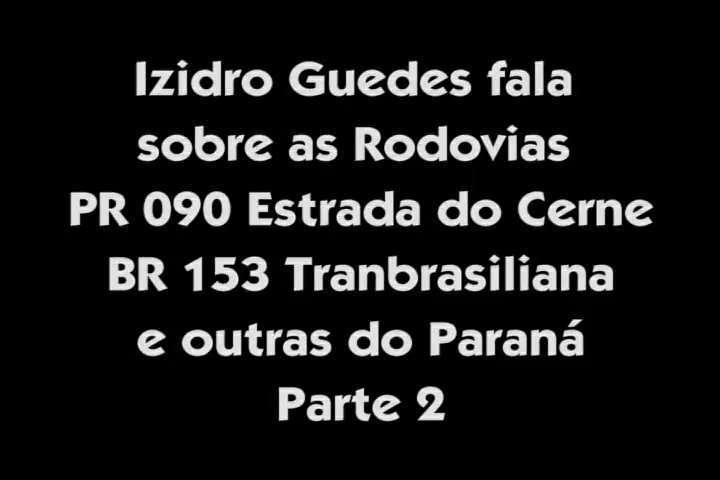 Izidro Guedes fala
sobre as Rodovias
PR 090 Estrada do Cerne
BR 153 Tranbrasiliana
e outras do Paraná
Parte 2